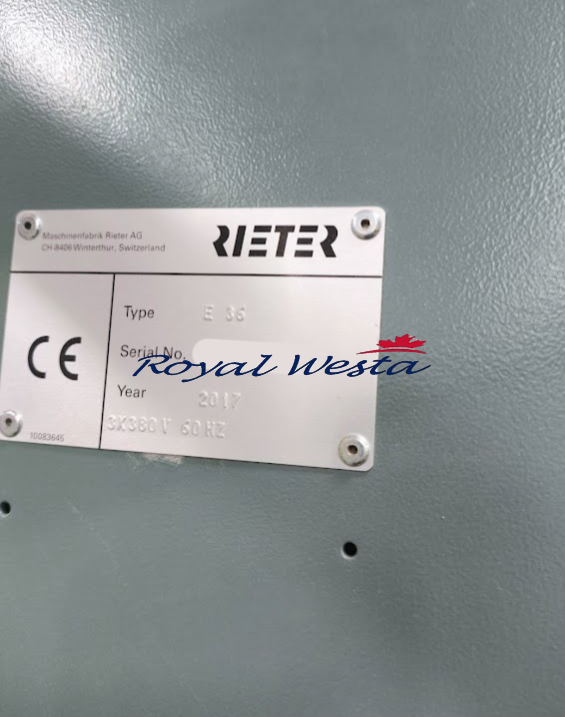 Maschinenfabrik Rieter AG
CH-8406 Winterthur, Switzerland
RIETER
Type E 36
Serial No.
Royal Westa
Year 2017
3X380V 60HZ
CE
10083645